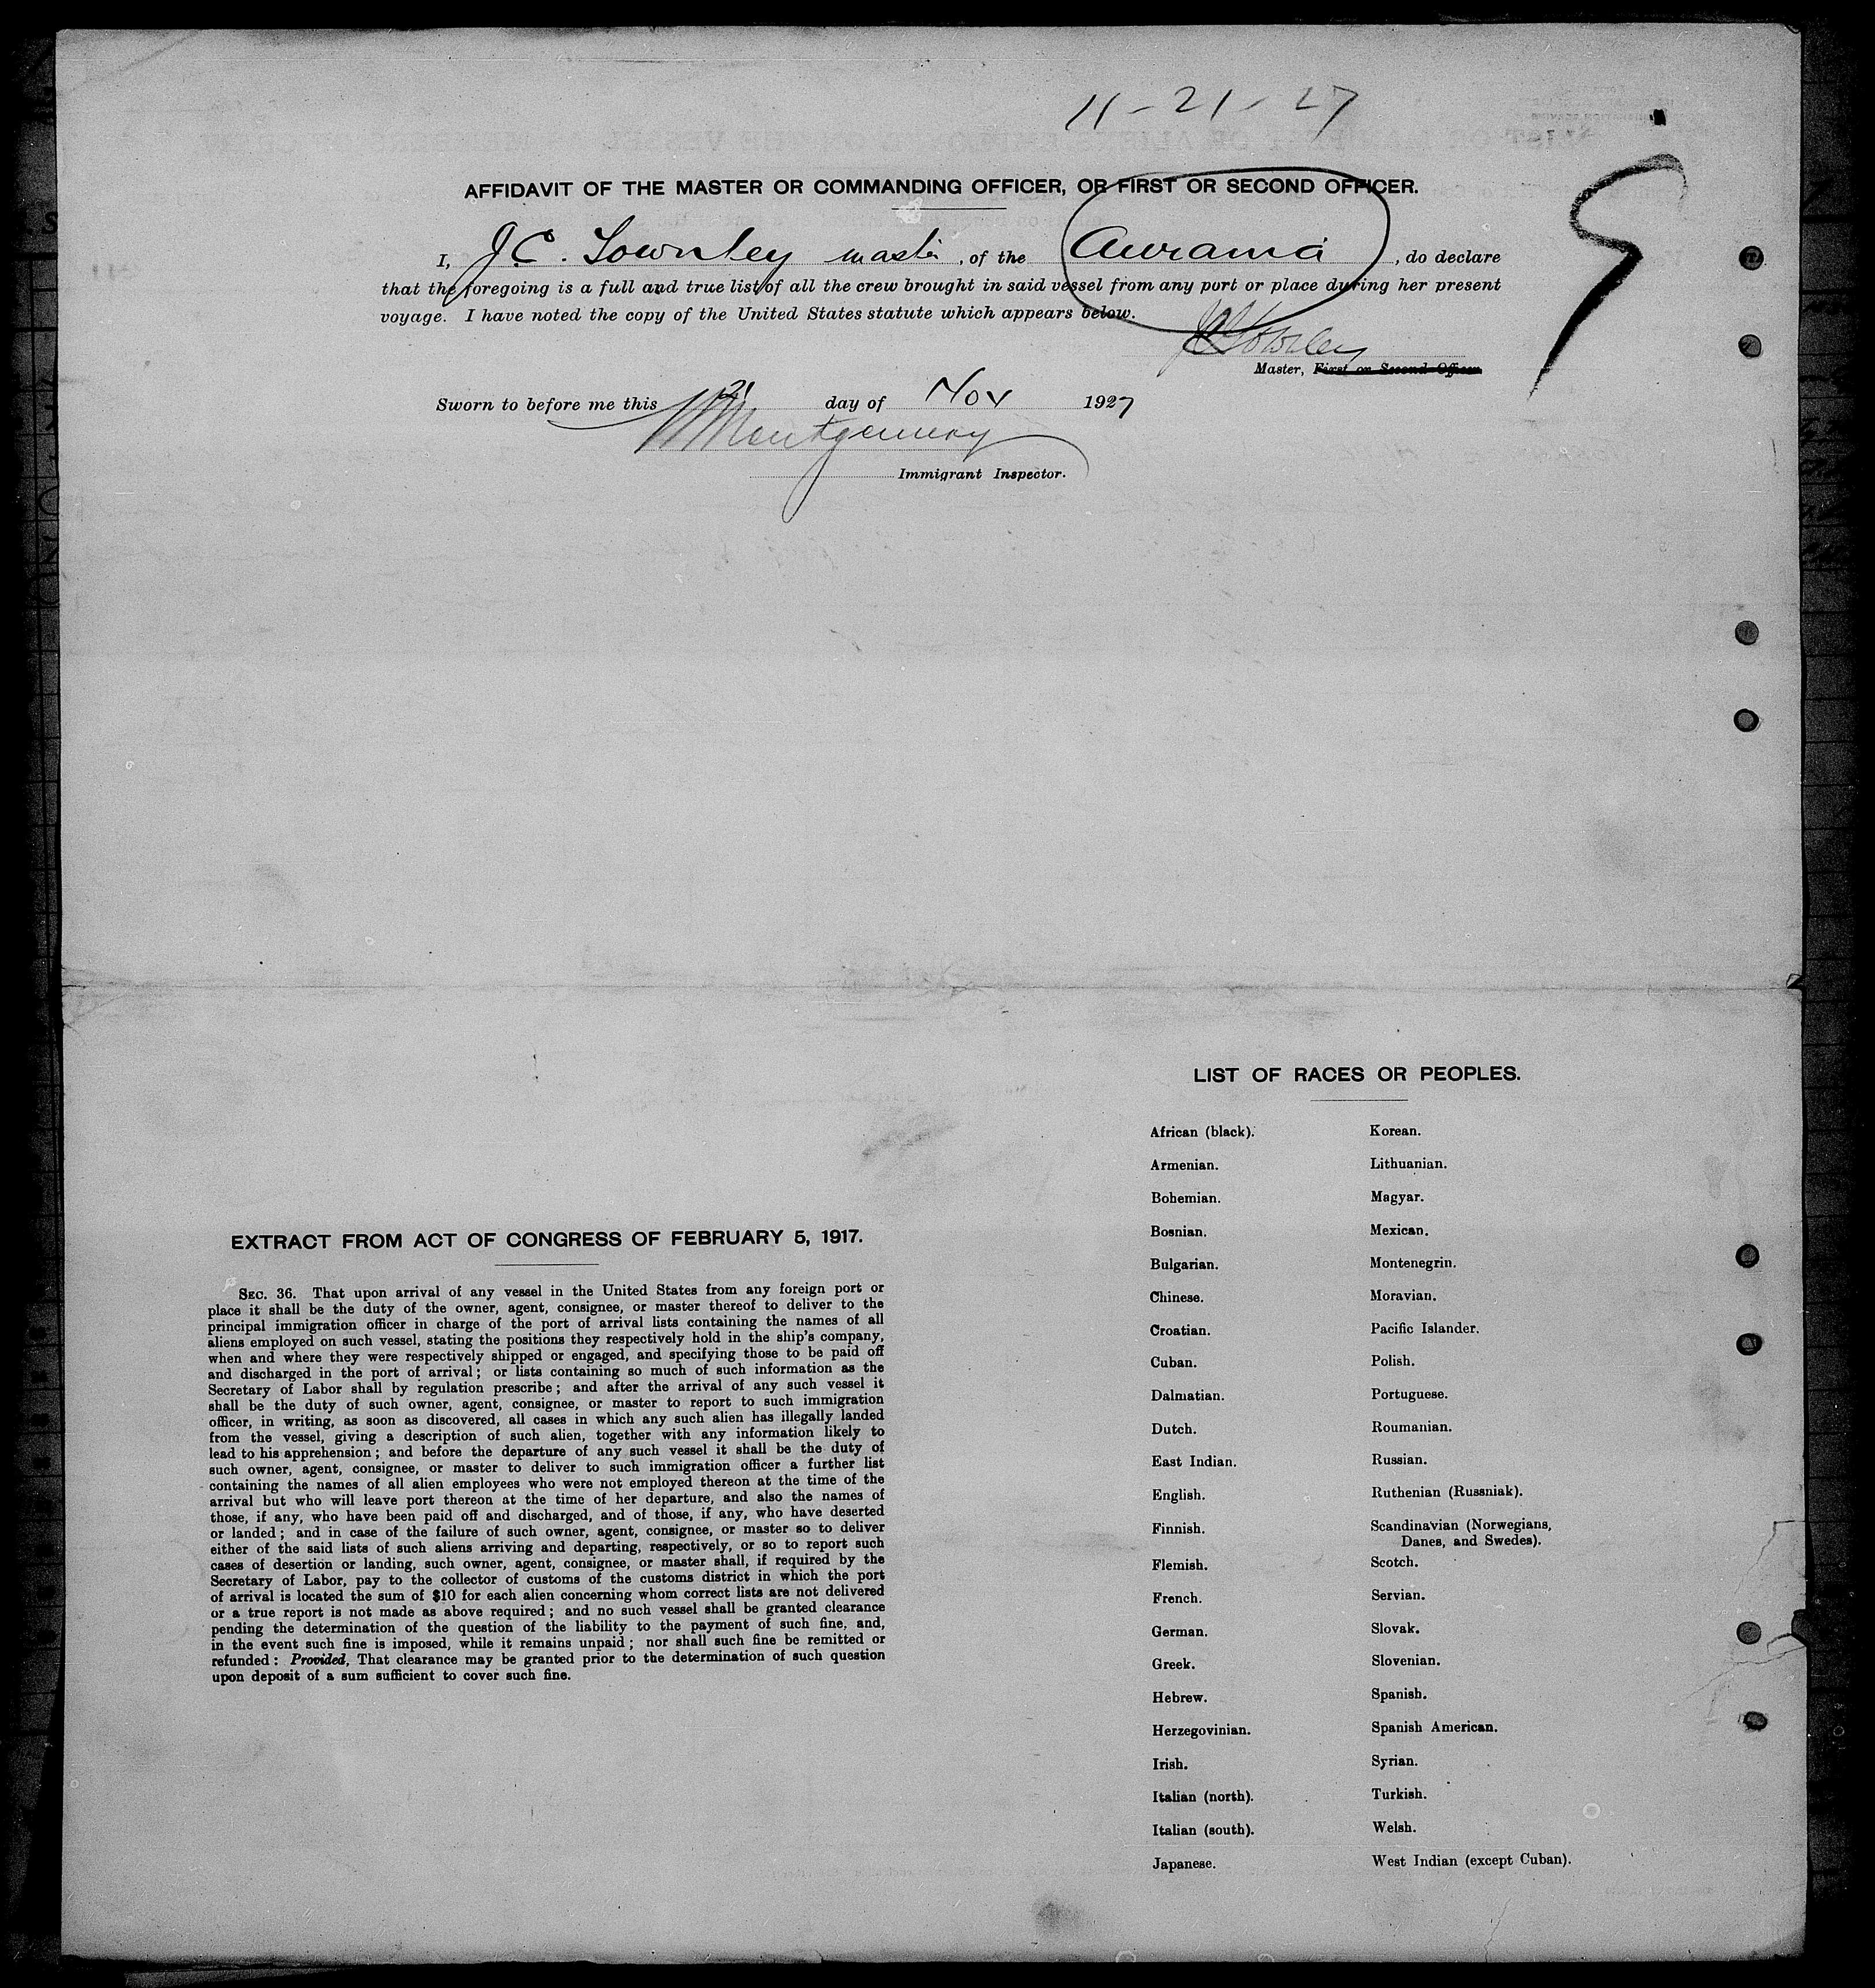 11-21-27
AFFIDAVIT OF THE MASTER OR COMMANDING OFFICER, OR FIRST OR SECOND OFFICER.
I, J.C. Townley master, of the Aurania, do declare
that the foregoing is a full and true list of all the crew brought in said vessel from any port or place during her present
voyage. I have noted the copy of the United States statute which appears below.
JCTownley
Master, First or Second Officer.
Sworn to before me this 21 day of Nov 1927
Montgomery
Immigrant Inspector.
EXTRACT FROM ACT OF CONGRESS OF FEBRUARY 5, 1917.
SEC. 36. That upon arrival of any vessel in the United States from any foreign port or
place it shall be the duty of the owner, agent, consignee, or master thereof to deliver to the
principal immigration officer in charge of the port of arrival lists containing the names of all
aliens employed on such vessel, stating the positions they respectively hold in the ship's company,
when and where they were respectively shipped or engaged, and specifying those to be paid off
and discharged in the port of arrival; or lists containing so much of such information as the
Secretary of Labor shall by regulation prescribe; and after the arrival of any such vessel it
shall be the duty of such owner, agent, consignee, or master to report to such immigration
officer, in writing, as soon as discovered, all cases in which any such alien has illegally landed
from the vessel, giving a description of such alien, together with any information likely to
lead to his apprehension; and before the departure of any such vessel it shall be the duty of
such owner, agent, consignee, or master to deliver to such immigration officer a further list
containing the names of all alien employees who were not employed thereon at the time of the
arrival but who will leave port thereon at the time of her departure, and also the names of
those, if any, who have been paid off and discharged, and of those, if any, who have deserted
or landed; and in case of the failure of such owner, agent, consignee, or master so to deliver
either of the said lists of such aliens arriving and departing, respectively, or so to report such
cases of desertion or landing, such owner, agent, consignee, or master shall, if required by the
Secretary of Labor, pay to the collector of customs of the customs district in which the port
of arrival is located the sum of $10 for each alien concerning whom correct lists are not delivered
or a true report is not made as above required; and no such vessel shall be granted clearance
pending the determination of the question of the liability to the payment of such fine, and,
in the event such fine is imposed, while it remains unpaid; nor shall such fine be remitted or
refunded: Provided, That clearance may be granted prior to the determination of such question
upon deposit of a sum sufficient to cover such fine.
LIST OF RACES OR PEOPLES.
African (black).
Armenian.
Bohemian.
Bosnian.
Bulgarian.
Chinese.
Croatian.
Cuban.
Dalmatian.
Dutch.
East Indian.
English.
Finnish.
Flemish.
French.
German.
Greek.
Hebrew.
Herzegovinian.
Irish.
Italian (north).
Italian (south).
Japanese.
Korean.
Lithuanian.
Magyar.
Mexican.
Montenegrin.
Moravian.
Pacific Islander.
Polish.
Portuguese.
Roumanian.
Russian.
Ruthenian (Russniak).
Scandinavian (Norwegians,
Danes, and Swedes).
Scotch.
Servian.
Slovak.
Slovenian.
Spanish.
Spanish American.
Syrian.
Turkish.
Welsh.
West Indian (except Cuban).